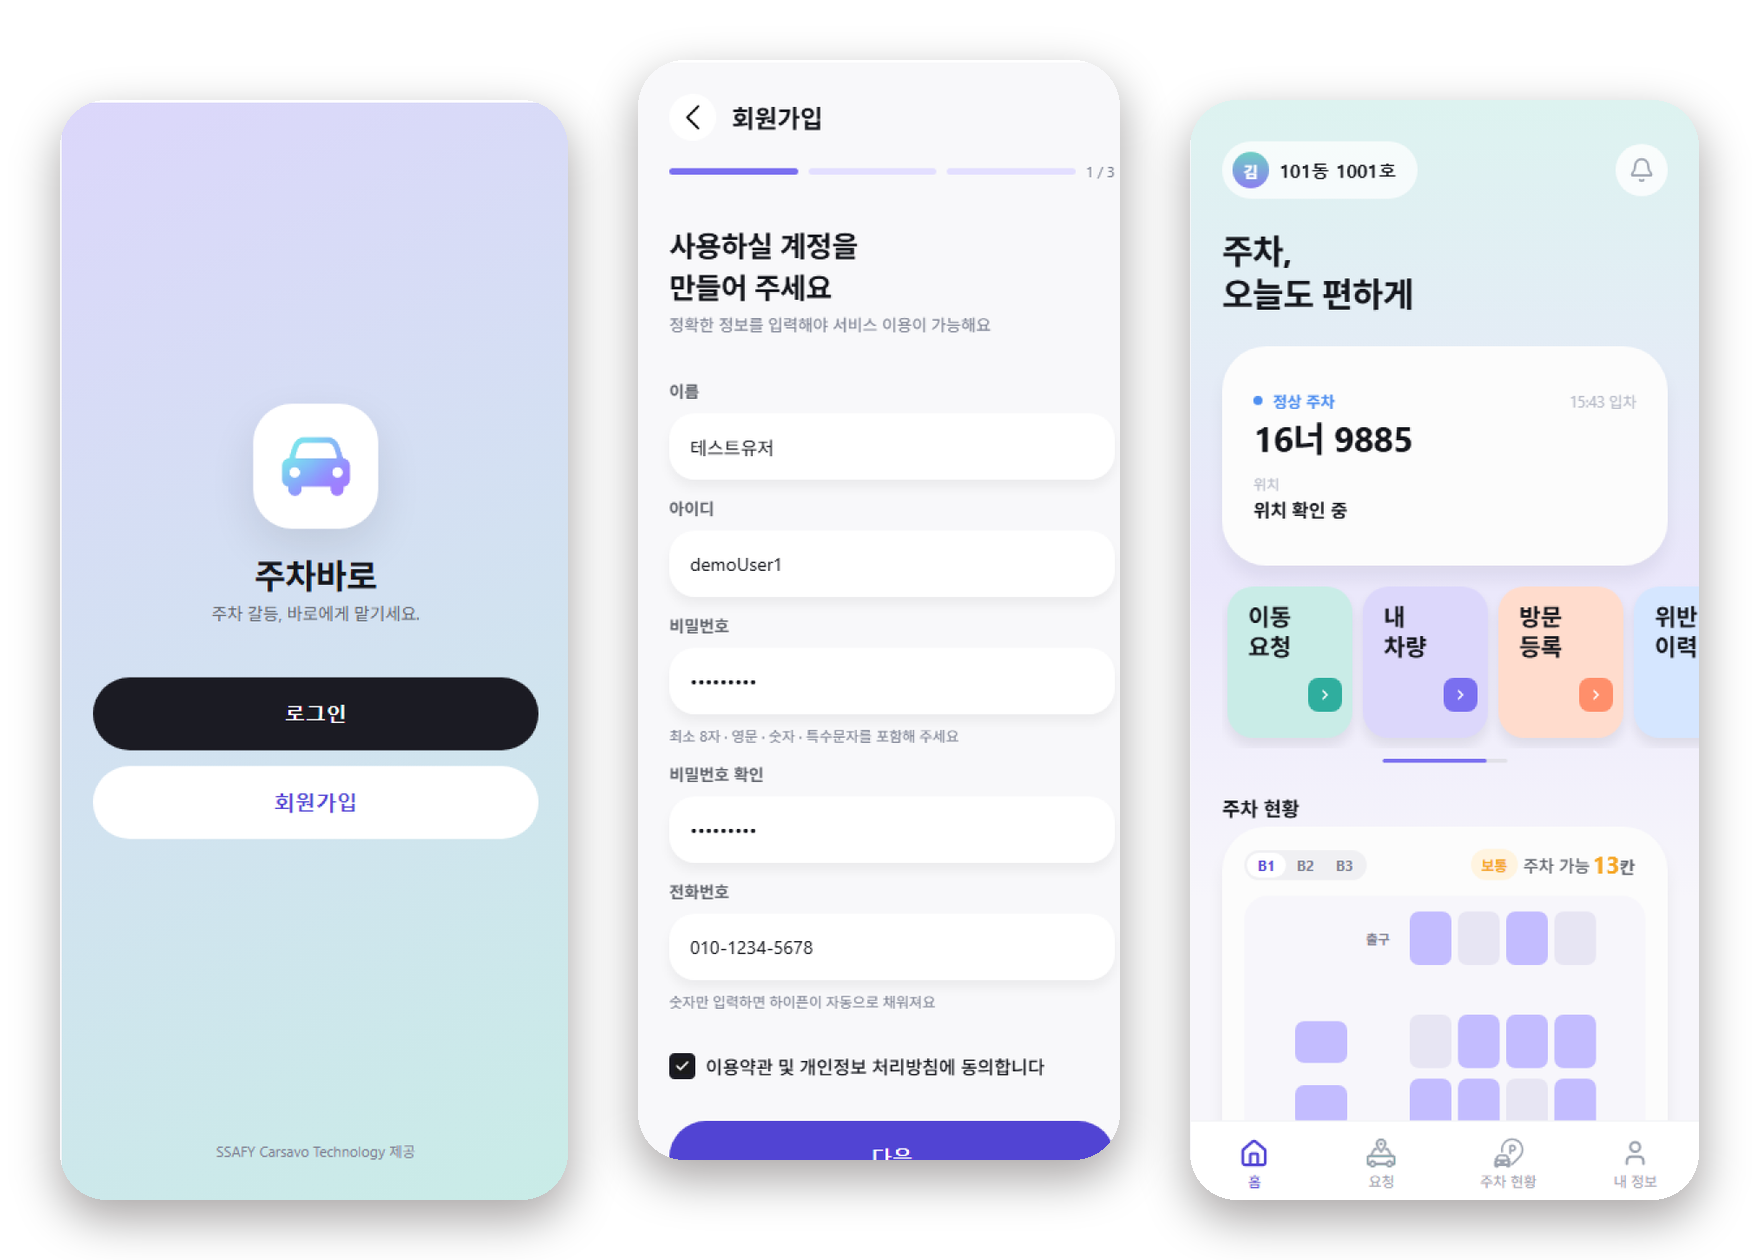 주차바로
주차 갈등, 바로에게 맡기세요.
로그인
회원가입
SSAFY Carsavo Technology 제공
회원가입
1 / 3
사용하실 계정을
만들어 주세요
정확한 정보를 입력해야 서비스 이용이 가능해요
이름
테스트유저
아이디
demoUser1
비밀번호
•••••••••
최소 8자 · 영문 · 숫자 · 특수문자를 포함해 주세요
비밀번호 확인
•••••••••
전화번호
010-1234-5678
숫자만 입력하면 하이픈이 자동으로 채워져요
이용약관 및 개인정보 처리방침에 동의합니다
다음
김 101동 1001호
주차,
오늘도 편하게
정상 주차 15:43 입차
16너 9885
위치
위치 확인 중
이동
요청
내
차량
방문
등록
위반
이력
주차 현황
B1 B2 B3 보통 주차 가능 13칸
출구
홈 요청 주차 현황 내 정보